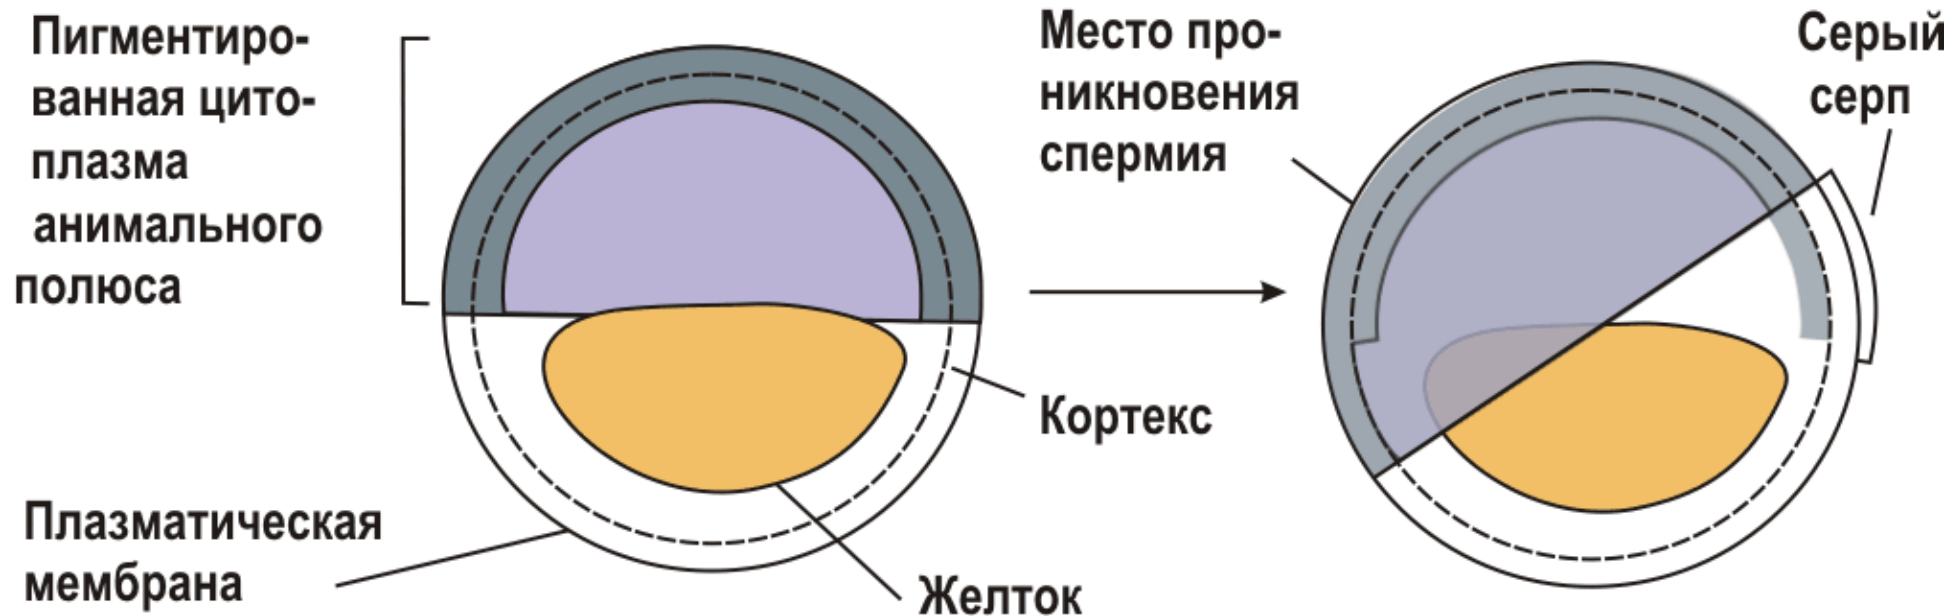 Пигментиро-
ванная цито-
плазма
анимального
полюса
Место про-
никновения
спермия
Серый
серп
Кортекс
Плазматическая
мембрана
Желток